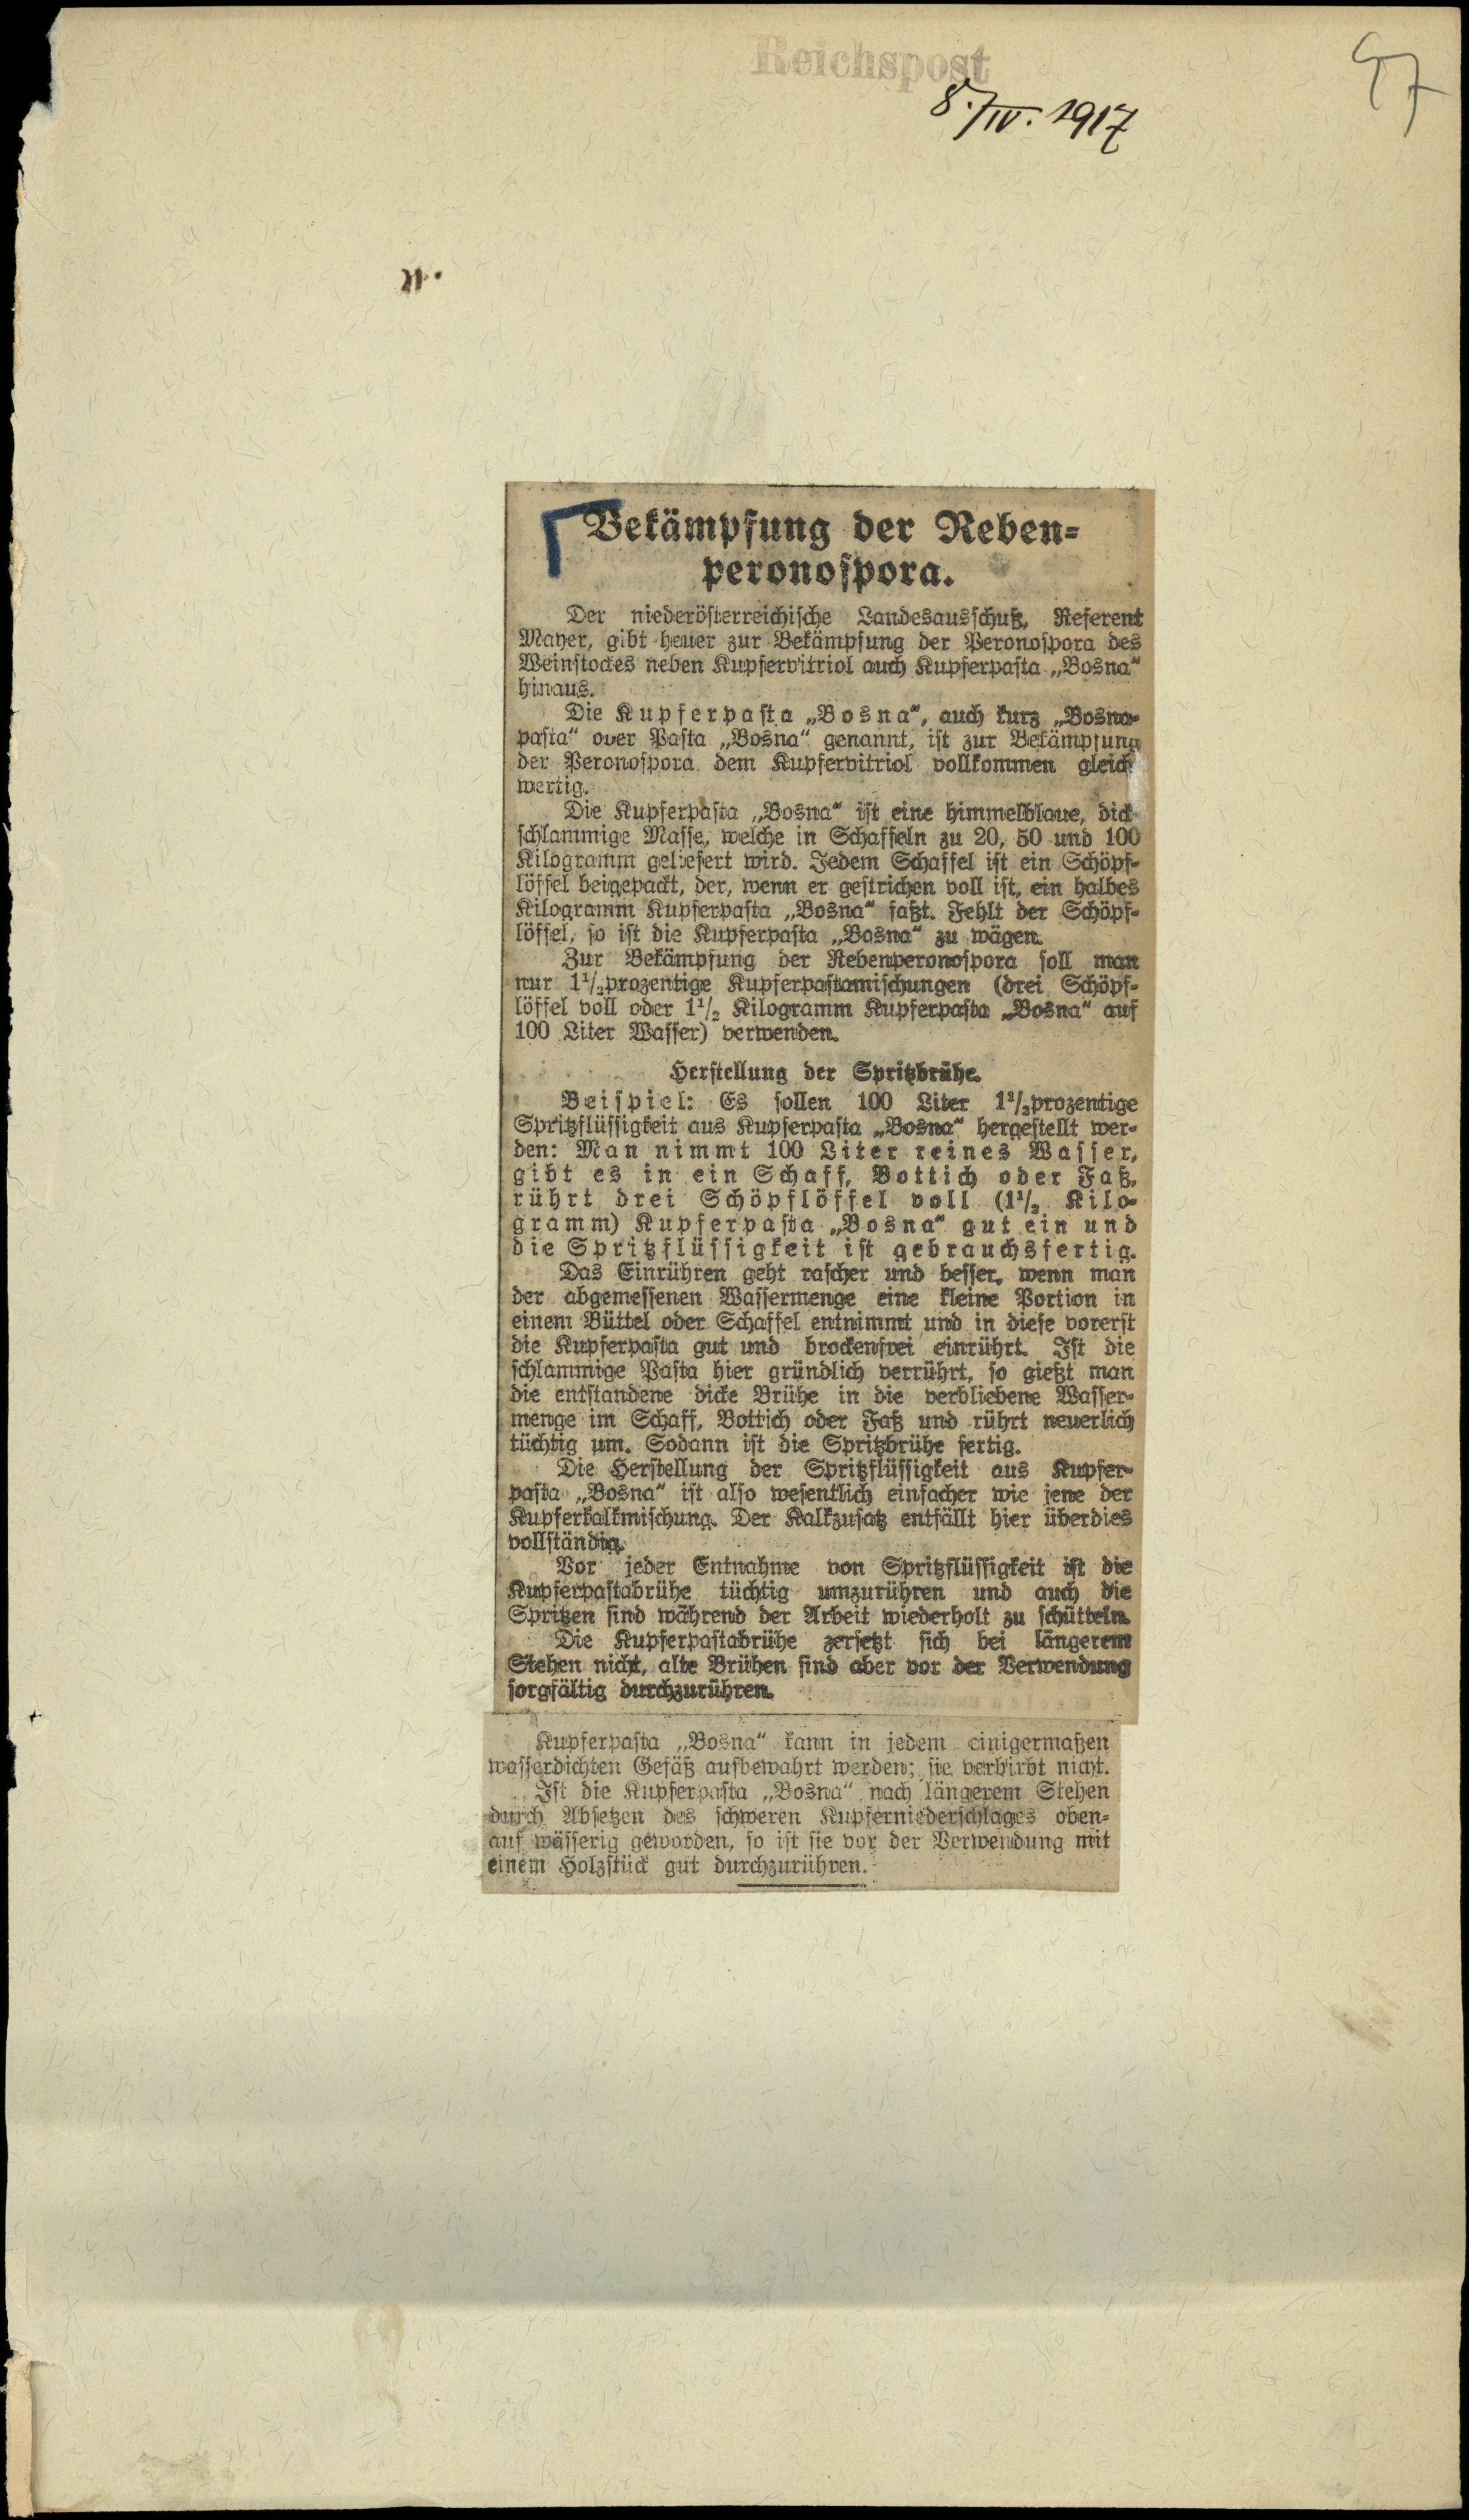 Reichspost
8./IV. 1917
57
n.
Bekämpfung der Reben-
peronospora.
Der niederösterreichische Landesausschuß, Referent
Mayer, gibt heuer zur Bekämpfung der Peronospora des
Weinstockes neben Kupfervitriol auch Kupferpasta „Bosna“
hinaus.
Die Kupferpasta „Bosna“, auch kurz „Bosna-
pasta“ oder Pasta „Bosna“ genannt, ist zur Bekämpfung
der Peronospora dem Kupfervitriol vollkommen gleich
wertig.
Die Kupferpasta „Bosna“ ist eine himmelblaue, dick-
schlammige Masse, welche in Schaffeln zu 20, 50 und 100
Kilogramm geliefert wird. Jedem Schaffel ist ein Schöpf-
löffel beigepackt, der, wenn er gestrichen voll ist, ein halbes
Kilogramm Kupferpasta „Bosna“ faßt. Fehlt der Schöpf-
löffel, so ist die Kupferpasta „Bosna“ zu wägen.
Zur Bekämpfung der Rebenperonospora soll man
nur 1 1/2prozentige Kupferpastamischungen (drei Schöpf-
löffel voll oder 1 1/2 Kilogramm Kupferpasta „Bosna“ auf
100 Liter Wasser) verwenden.
Herstellung der Spritzbrühe.
Beispiel: Es sollen 100 Liter 1 1/2prozentige
Spritzflüssigkeit aus Kupferpasta „Bosna“ hergestellt wer-
den: Man nimmt 100 Liter reines Wasser,
gibt es in ein Schaff, Bottich oder Faß,
rührt drei Schöpflöffel voll (1 1/2 Kilo-
gramm) Kupferpasta „Bosna“ gut ein und
die Spritzflüssigkeit ist gebrauchsfertig.
Das Einrühren geht rascher und besser, wenn man
der abgemessenen Wassermenge eine kleine Portion in
einem Büttel oder Schaffel entnimmt und in diese vorerst
die Kupferpasta gut und brockenfrei einrührt. Ist die
schlammige Pasta hier gründlich verrührt, so gießt man
die entstandene dicke Brühe in die verbliebene Wasser-
menge im Schaff, Bottich oder Faß und rührt neuerlich
tüchtig um. Sodann ist die Spritzbrühe fertig.
Die Herstellung der Spritzflüssigkeit aus Kupfer-
pasta „Bosna“ ist also wesentlich einfacher wie jene der
Kupferkalkmischung. Der Kalkzusatz entfällt hier überdies
vollständig.
Vor jeder Entnahme von Spritzflüssigkeit ist die
Kupferpastabrühe tüchtig umzurühren und auch die
Spritzen sind während der Arbeit wiederholt zu schütteln.
Die Kupferpastabrühe zersetzt sich bei längerem
Stehen nicht, alte Brühen sind aber vor der Verwendung
sorgfältig durchzurühren.
Kupferpasta „Bosna“ kann in jedem einigermaßen
wasserdichten Gefäß aufbewahrt werden; sie verdirbt nicht.
Ist die Kupferpasta „Bosna“ nach längerem Stehen
durch Absetzen des schweren Kupferniederschlages oben-
auf wässerig geworden, so ist sie vor der Verwendung mit
einem Holzstück gut durchzurühren.